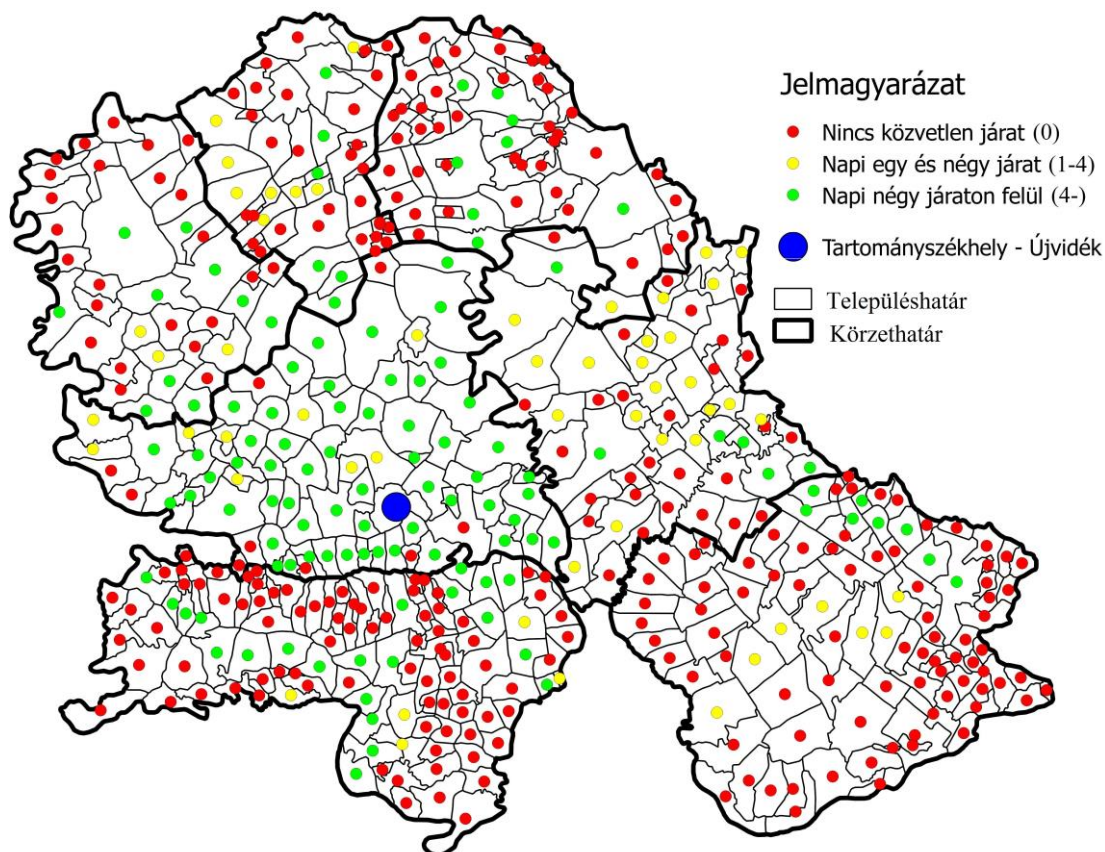 Jelmagyarázat
Nincs közvetlen járat (0)
Napi egy és négy járat (1-4)
Napi négy járaton felül (4-)
Tartományszékhely - Újvidék
Településhatár
Körzethatár